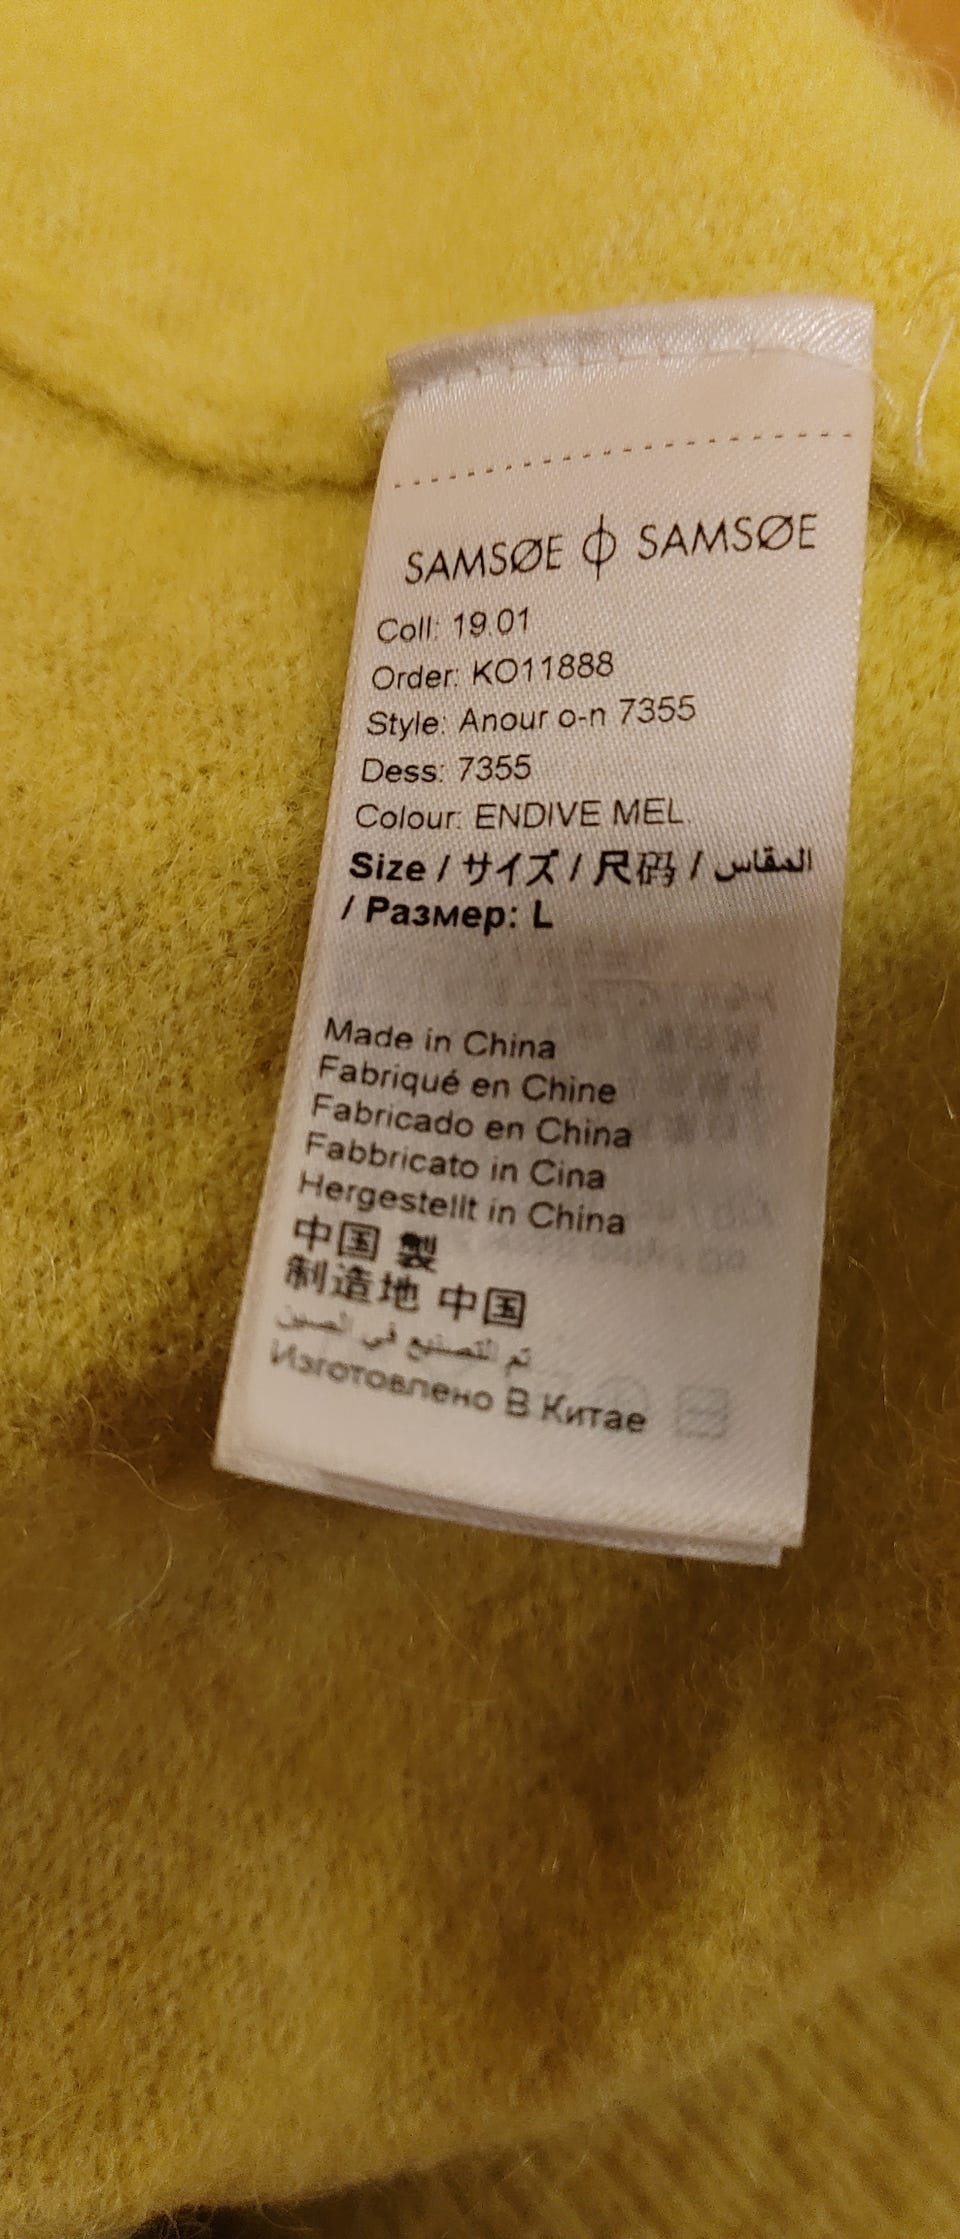 SAMSØE ϕ SAMSØE
Coll: 19.01
Order: KO11888
Style: Anour o-n 7355
Dess: 7355
Colour: ENDIVE MEL.
Size / サイズ / 尺码 / المقاس
/ Размер: L
Made in China
Fabriqué en Chine
Fabricado en China
Fabbricato in Cina
Hergestellt in China
中国 製
制造地 中国
تم التصنيع في الصين
Изготовлено В Китае